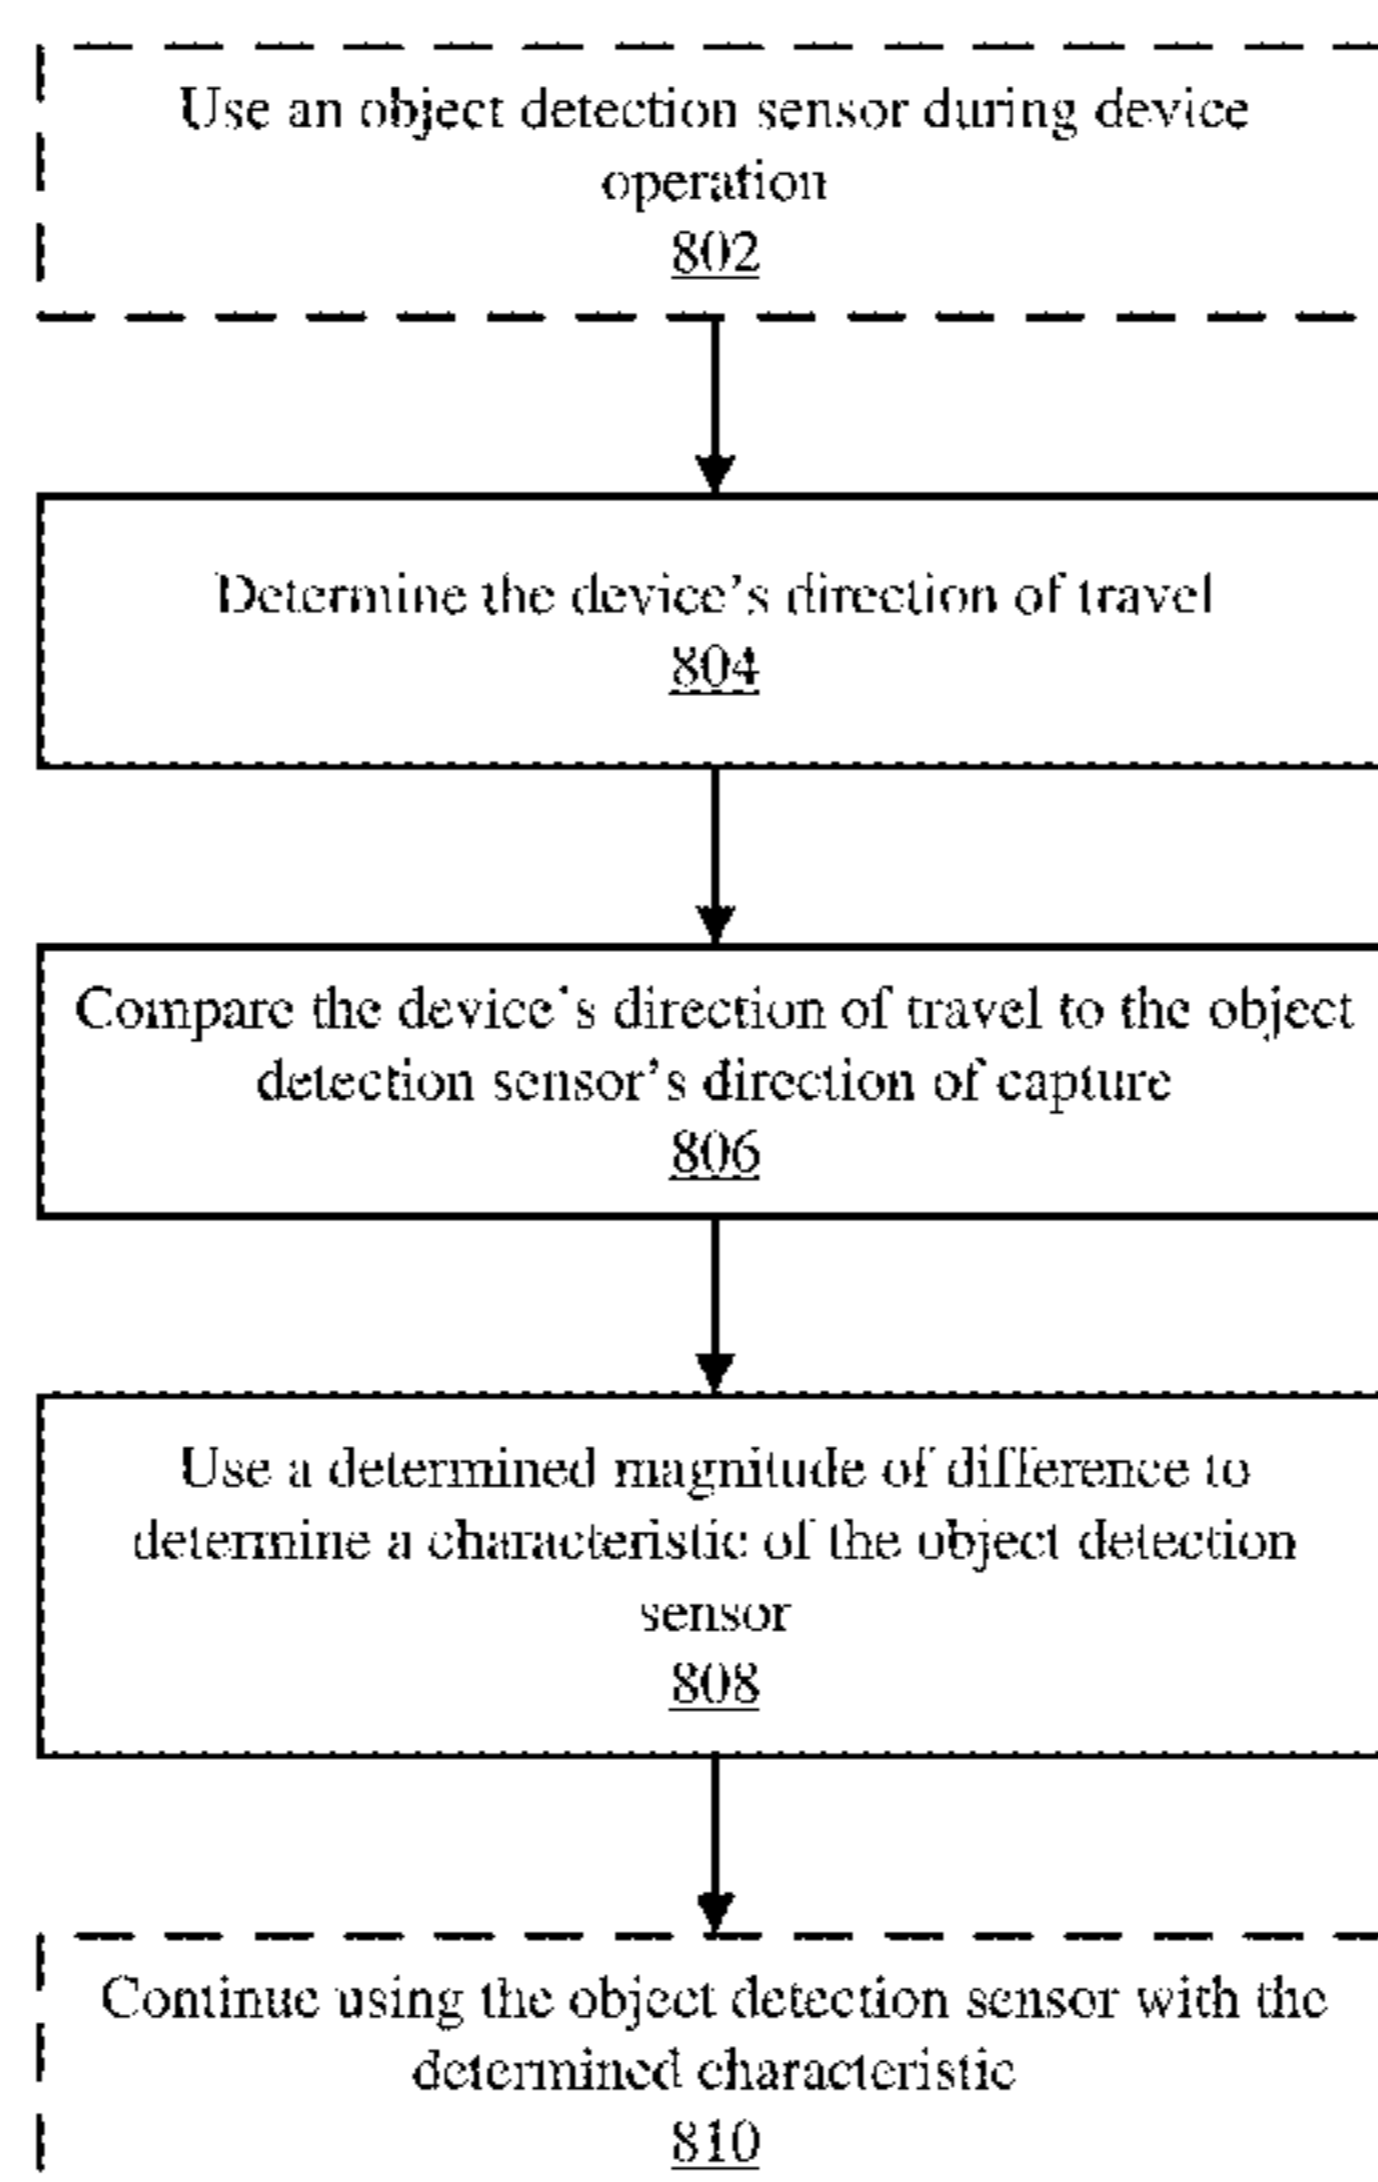 Use an object detection sensor during device
operation
802
Determine the device's direction of travel
804
Compare the device's direction of travel to the object
detection sensor's direction of capture
806
Use a determined magnitude of difference to
determine a characteristic of the object detection
sensor
808
Continue using the object detection sensor with the
determined characteristic
810